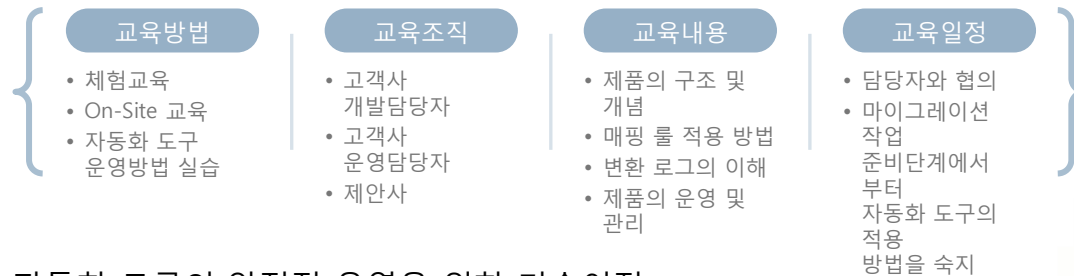 교육방법
• 체험교육
• On-Site 교육
• 자동화 도구
운영방법 실습
교육조직
• 고객사
개발담당자
• 고객사
운영담당자
• 제안사
교육내용
• 제품의 구조 및
개념
• 매핑 룰 적용 방법
• 변환 로그의 이해
• 제품의 운영 및
관리
교육일정
• 담당자와 협의
• 마이그레이션
작업
준비단계에서
부터
자동화 도구의
적용
방법을 숙지